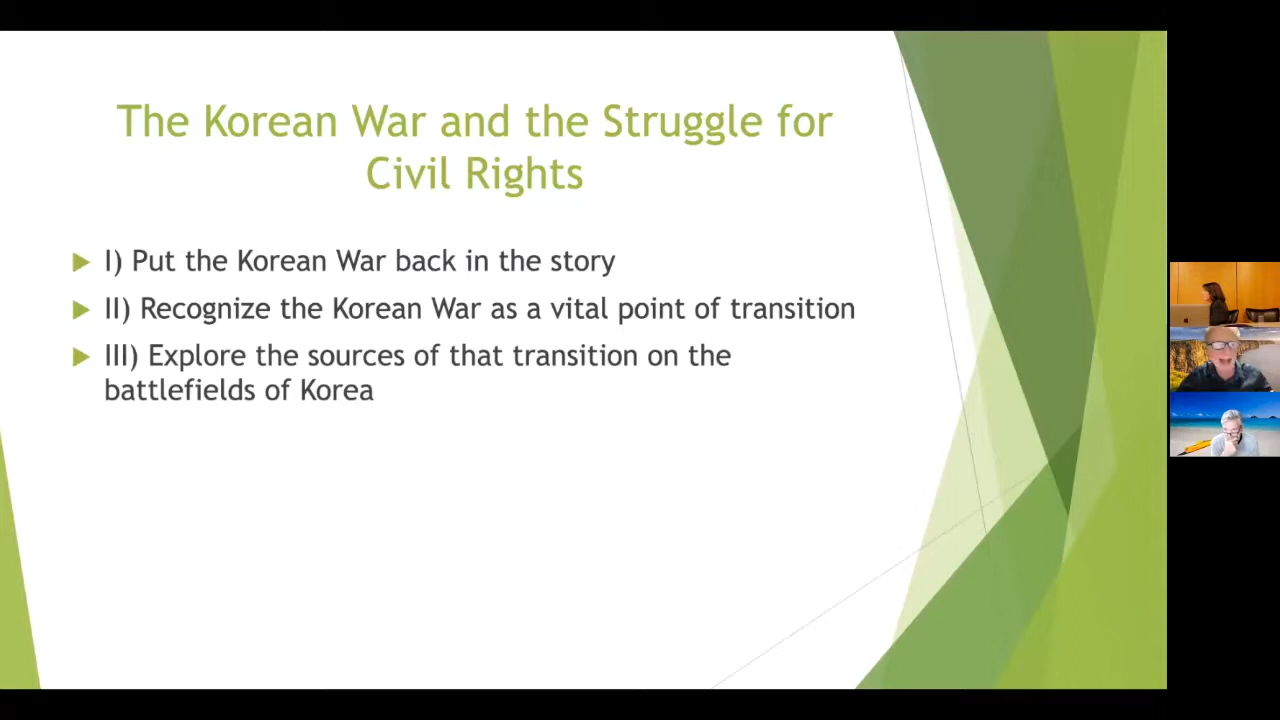 The Korean War and the Struggle for
Civil Rights
I) Put the Korean War back in the story
II) Recognize the Korean War as a vital point of transition
III) Explore the sources of that transition on the
battlefields of Korea